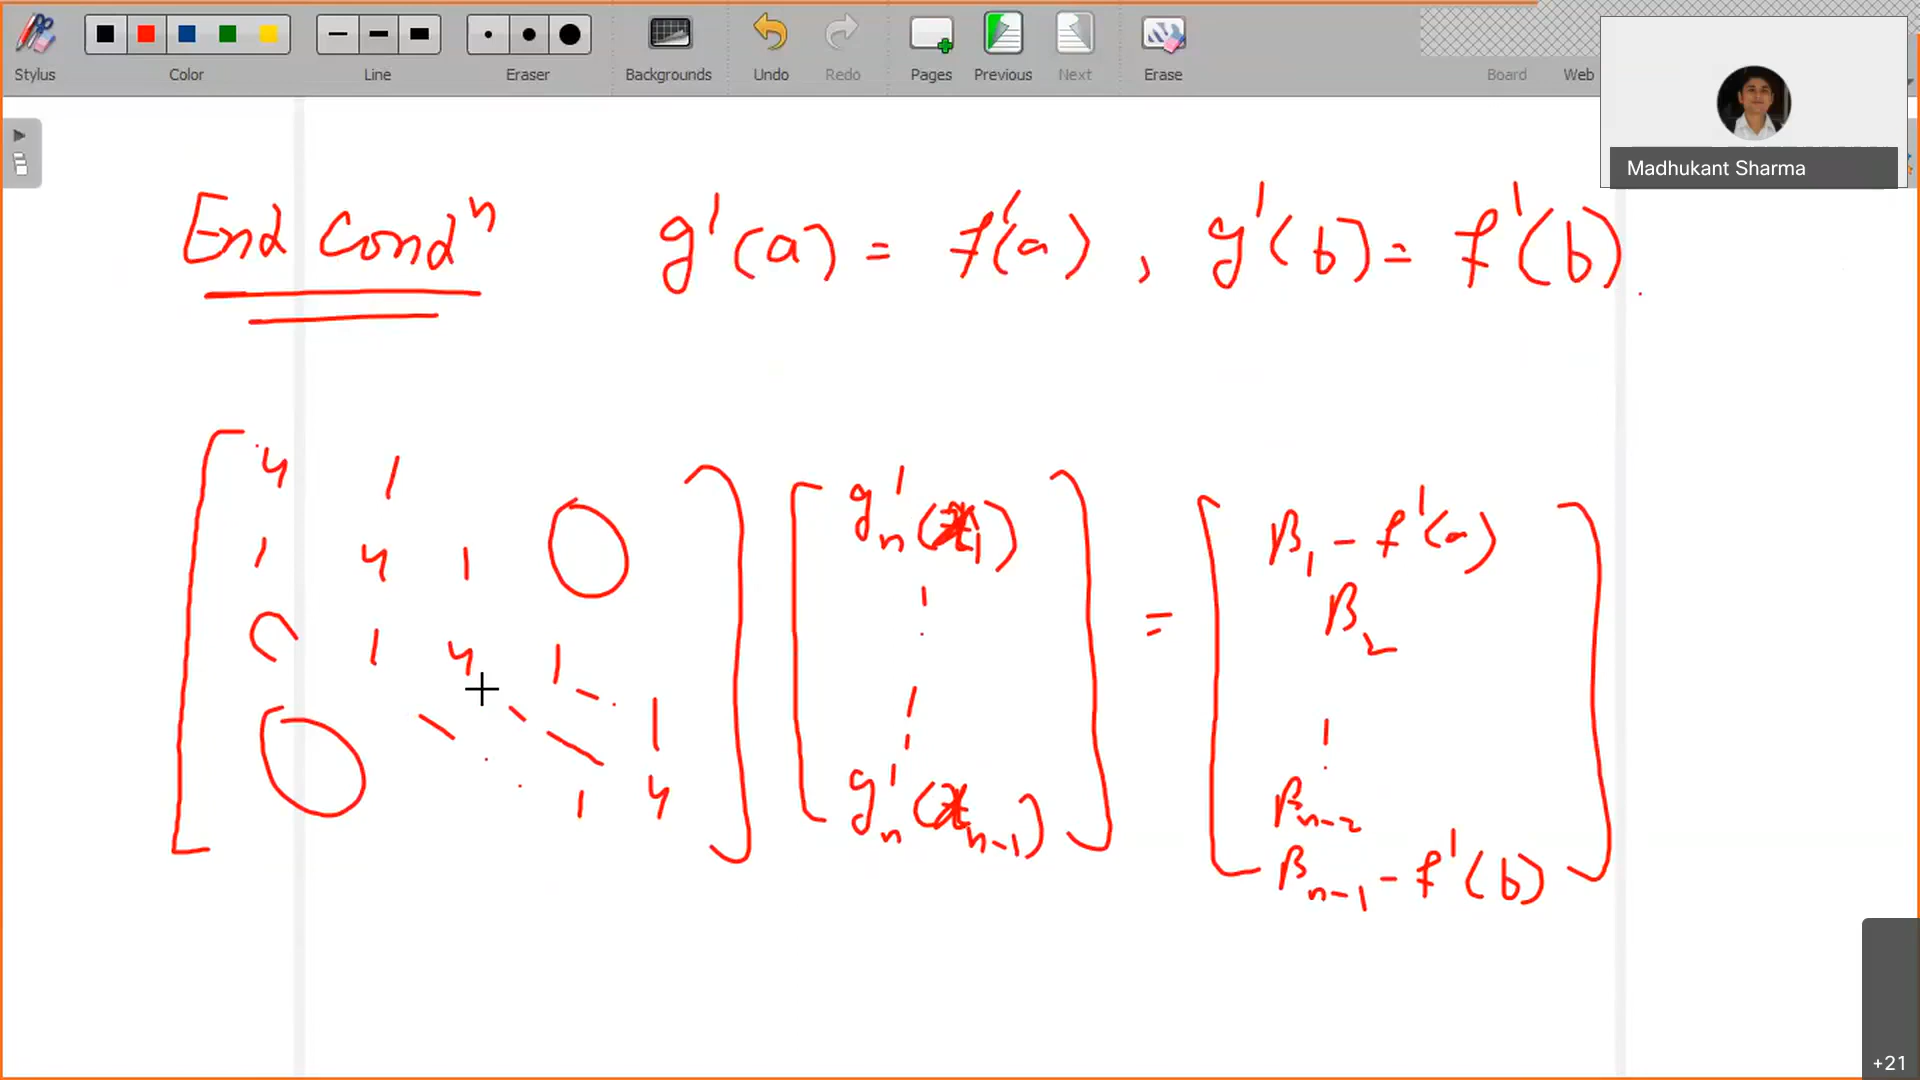 Stylus Color Line Eraser Backgrounds Undo Redo Pages Previous Next Erase Board Web
Madhukant Sharma
End Condⁿ g'(a) = f'(a) , g'(b) = f'(b).
4 1
1 4 1 0
0 1 4 1
0 1
1 4
g'ₙ(x₁)
g'ₙ(xₙ₋₁)
=
β₁ - f'(a)
β₂
βₙ₋₂
βₙ₋₁ - f'(b)
+21